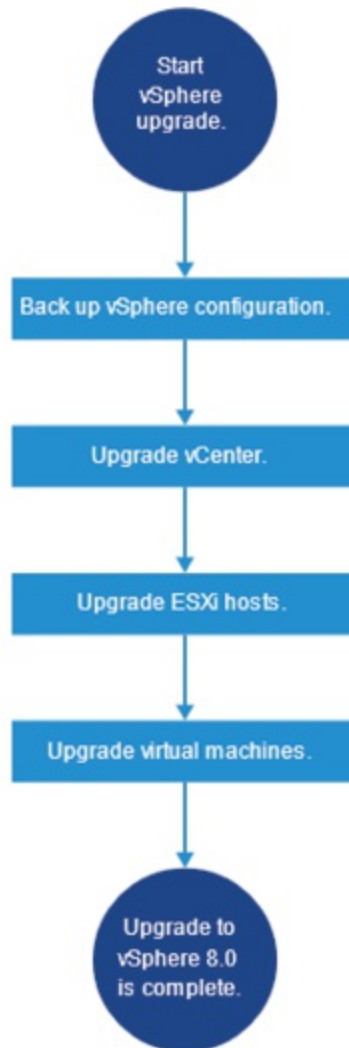 Start
vSphere
upgrade.
Back up vSphere configuration.
Upgrade vCenter.
Upgrade ESXi hosts.
Upgrade virtual machines.
Upgrade to
vSphere 8.0
is complete.